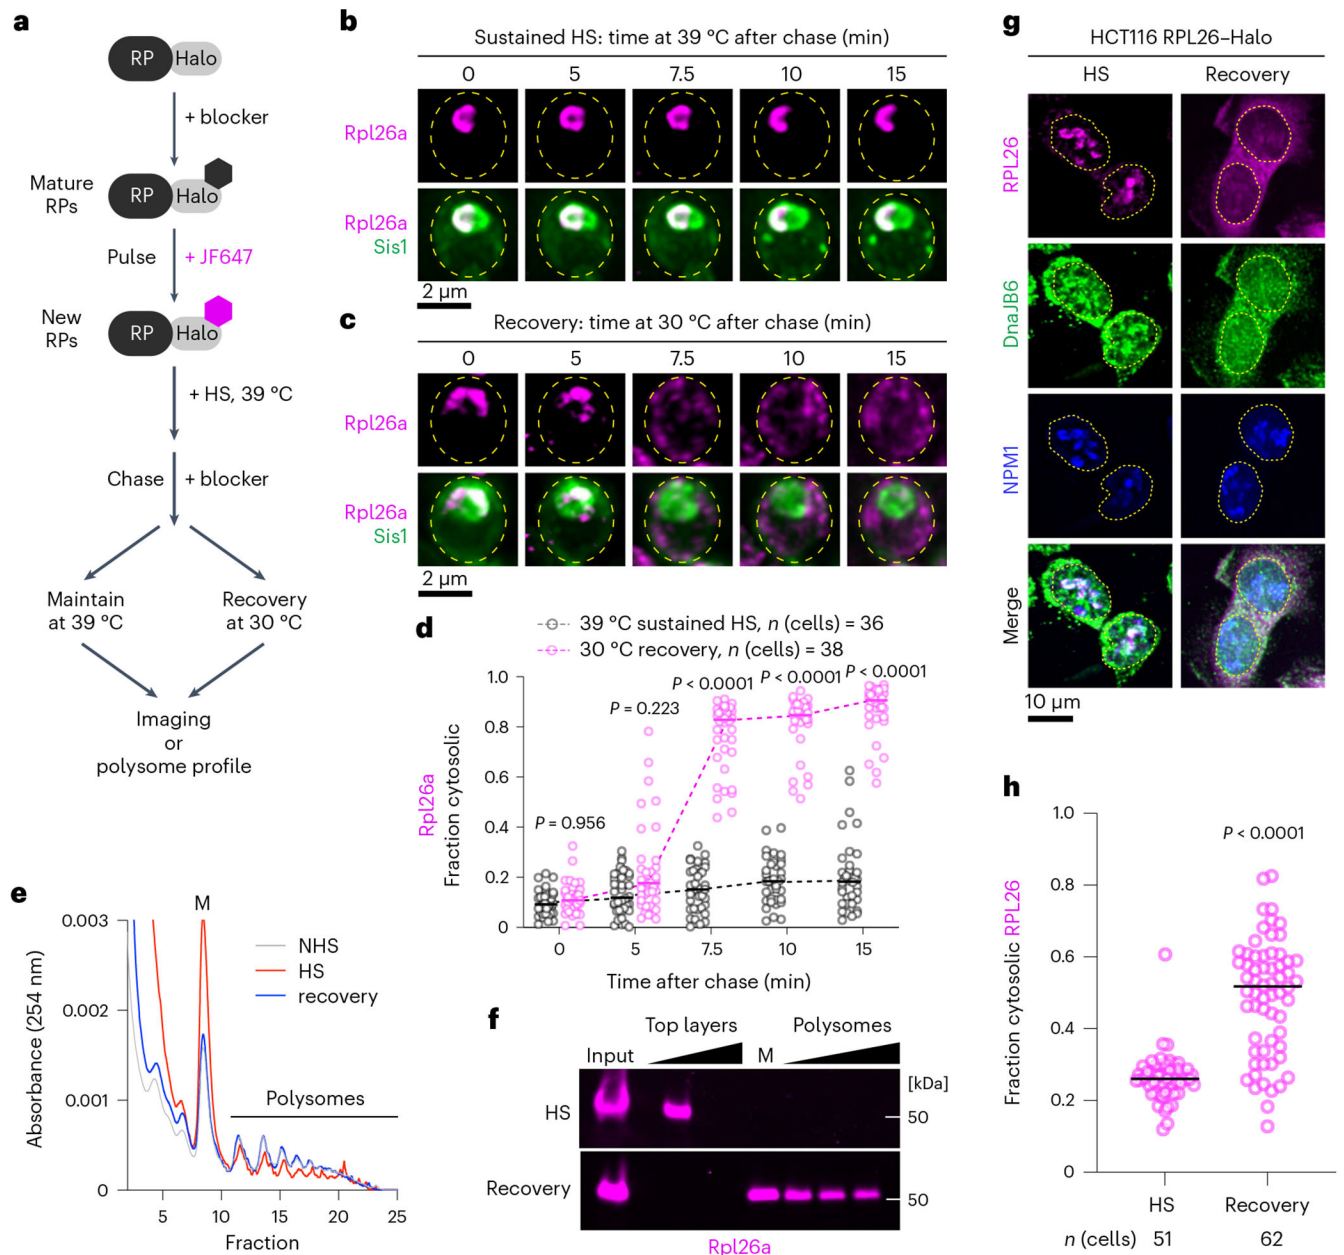 a
RP
Halo
+ blocker
Mature
RPs
RP
Halo
Pulse
+ JF647
New
RPs
RP
Halo
+ HS, 39 °C
Chase
+ blocker
Maintain
at 39 °C
Recovery
at 30 °C
Imaging
or
polysome profile
b
Sustained HS: time at 39 °C after chase (min)
0 5 7.5 10 15
Rpl26a
Rpl26a
Sis1
2 µm
c
Recovery: time at 30 °C after chase (min)
0 5 7.5 10 15
Rpl26a
Rpl26a
Sis1
2 µm
d
39 °C sustained HS, n (cells) = 36
30 °C recovery, n (cells) = 38
P < 0.0001 P < 0.0001 P < 0.0001
P = 0.223
P = 0.956
Rpl26a
Fraction cytosolic
1.0
0.8
0.6
0.4
0.2
0
0 5 7.5 10 15
Time after chase (min)
e
M
NHS
HS
recovery
Polysomes
Absorbance (254 nm)
0.003
0.002
0.001
0
5 10 15 20 25
Fraction
f
Top layers Polysomes
Input M
[kDa]
HS
50
Recovery
50
Rpl26a
g
HCT116 RPL26–Halo
HS Recovery
RPL26
DnaJB6
NPM1
Merge
10 µm
h
P < 0.0001
Fraction cytosolic RPL26
1.0
0.8
0.6
0.4
0.2
0
HS Recovery
n (cells) 51 62